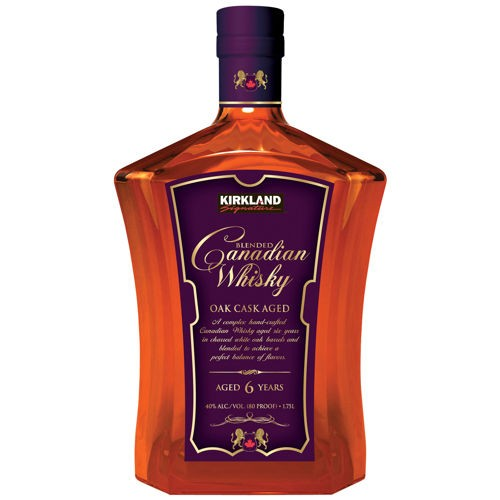 KIRKLAND
Signature
BLENDED
Canadian
Whisky
OAK CASK AGED
A complex hand-crafted
Canadian Whisky aged six years
in charred white oak barrels and
blended to achieve a
perfect balance of flavors.
AGED 6 YEARS
40% ALC./VOL. (80 PROOF) • 1.75L